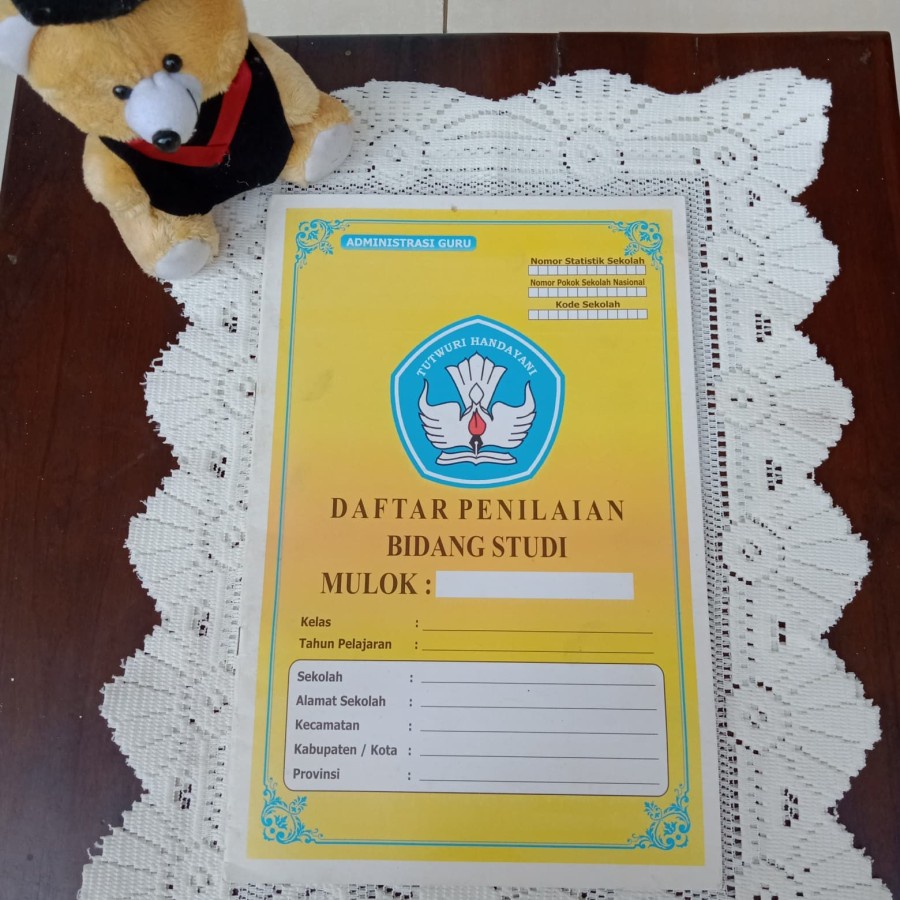 ADMINISTRASI GURU
Nomor Statistik Sekolah
Nomor Pokok Sekolah Nasional
Kode Sekolah
TUTWURI HANDAYANI
DAFTAR PENILAIAN
BIDANG STUDI
MULOK :
Kelas :
Tahun Pelajaran :
Sekolah :
Alamat Sekolah :
Kecamatan :
Kabupaten / Kota :
Provinsi :